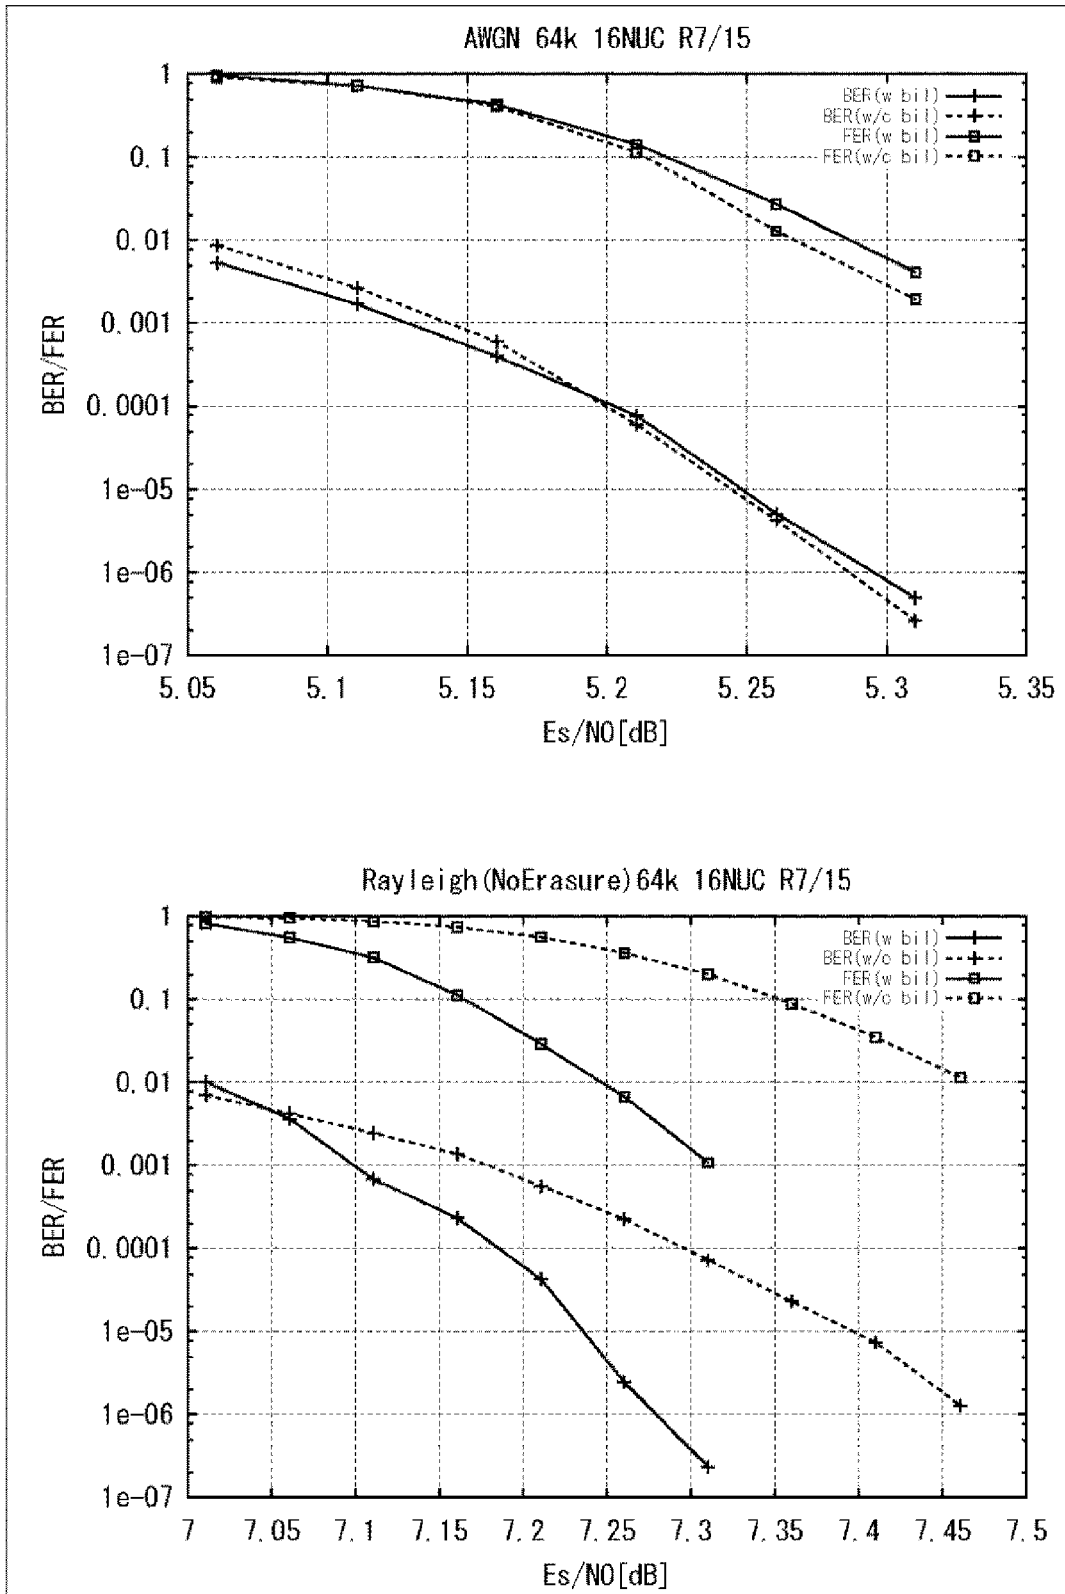 AWGN 64k 16NUC R7/15
BER/FER
1
0.1
0.01
0.001
0.0001
1e-05
1e-06
1e-07
BER(w bil)
BER(w/o bil)
FER(w bil)
FER(w/o bil)
5.05 5.1 5.15 5.2 5.25 5.3 5.35
Es/N0[dB]
Rayleigh(NoErasure)64k 16NUC R7/15
BER/FER
1
0.1
0.01
0.001
0.0001
1e-05
1e-06
1e-07
BER(w bil)
BER(w/o bil)
FER(w bil)
FER(w/o bil)
7 7.05 7.1 7.15 7.2 7.25 7.3 7.35 7.4 7.45 7.5
Es/N0[dB]